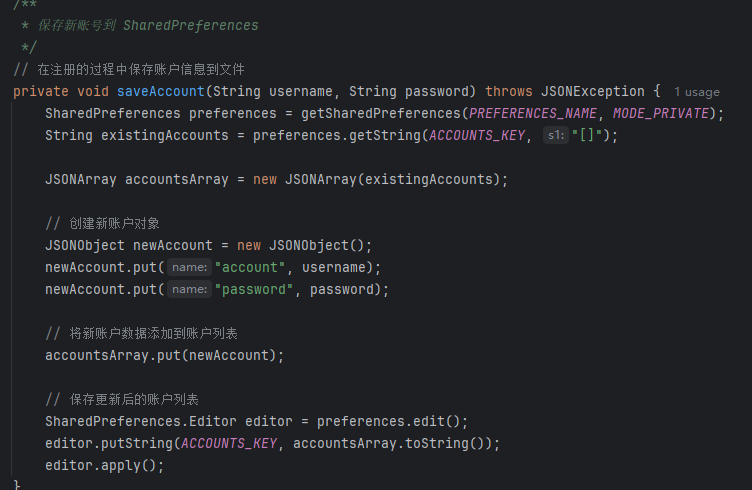 /**
* 保存新账号到 SharedPreferences
*/
// 在注册的过程中保存账户信息到文件
private void saveAccount(String username, String password) throws JSONException { 1 usage
SharedPreferences preferences = getSharedPreferences(PREFERENCES_NAME, MODE_PRIVATE);
String existingAccounts = preferences.getString(ACCOUNTS_KEY, s1: "[]");
JSONArray accountsArray = new JSONArray(existingAccounts);
// 创建新账户对象
JSONObject newAccount = new JSONObject();
newAccount.put( name: "account", username);
newAccount.put( name: "password", password);
// 将新账户数据添加到账户列表
accountsArray.put(newAccount);
// 保存更新后的账户列表
SharedPreferences.Editor editor = preferences.edit();
editor.putString(ACCOUNTS_KEY, accountsArray.toString());
editor.apply();
}